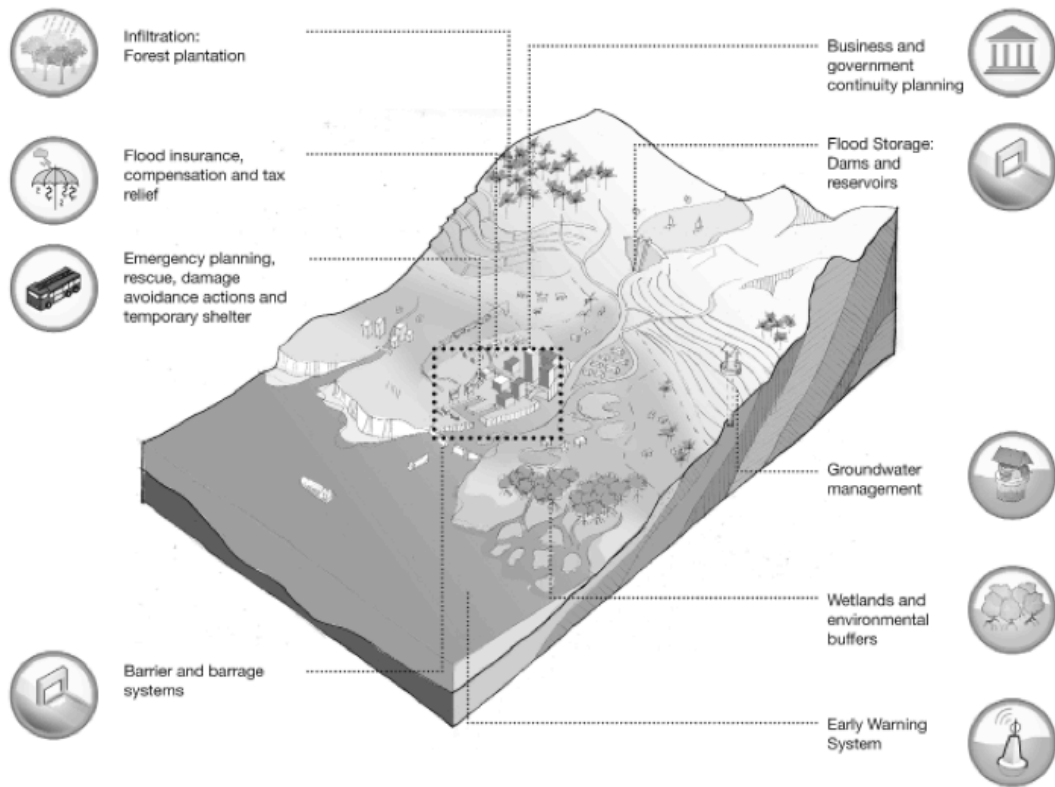 Infiltration:
Forest plantation
Flood insurance,
compensation and tax
relief
Emergency planning,
rescue, damage
avoidance actions and
temporary shelter
Barrier and barrage
systems
Business and
government
continuity planning
Flood Storage:
Dams and
reservoirs
Groundwater
management
Wetlands and
environmental
buffers
Early Warning
System